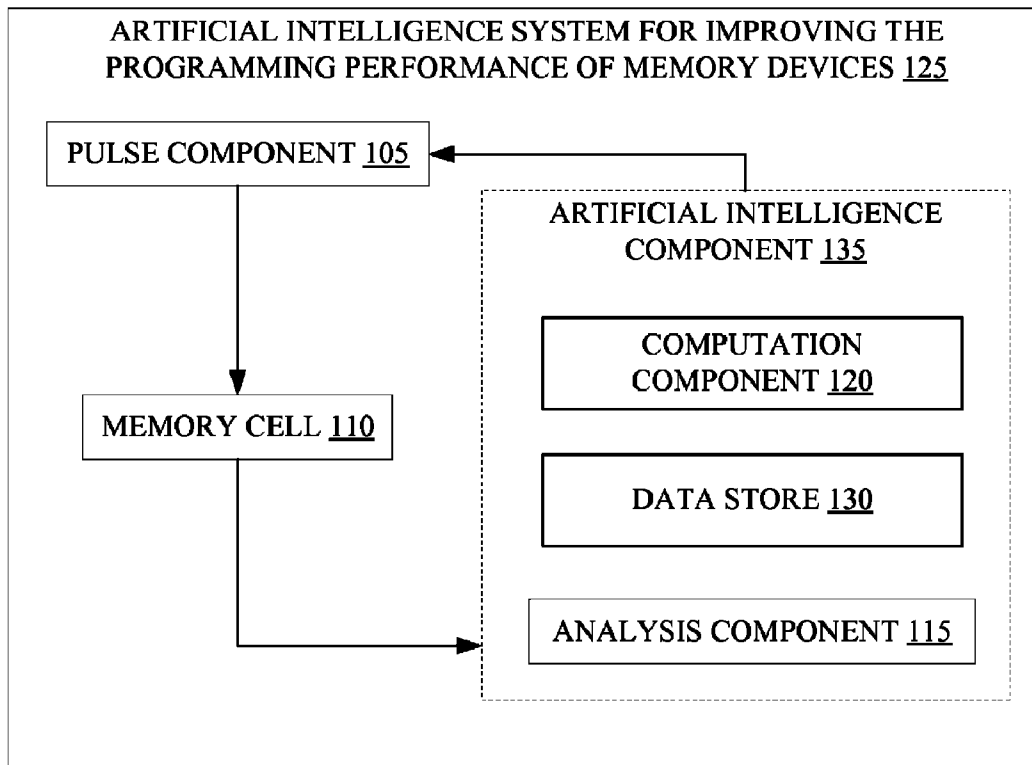 ARTIFICIAL INTELLIGENCE SYSTEM FOR IMPROVING THE
PROGRAMMING PERFORMANCE OF MEMORY DEVICES 125
PULSE COMPONENT 105
ARTIFICIAL INTELLIGENCE
COMPONENT 135
COMPUTATION
COMPONENT 120
MEMORY CELL 110
DATA STORE 130
ANALYSIS COMPONENT 115